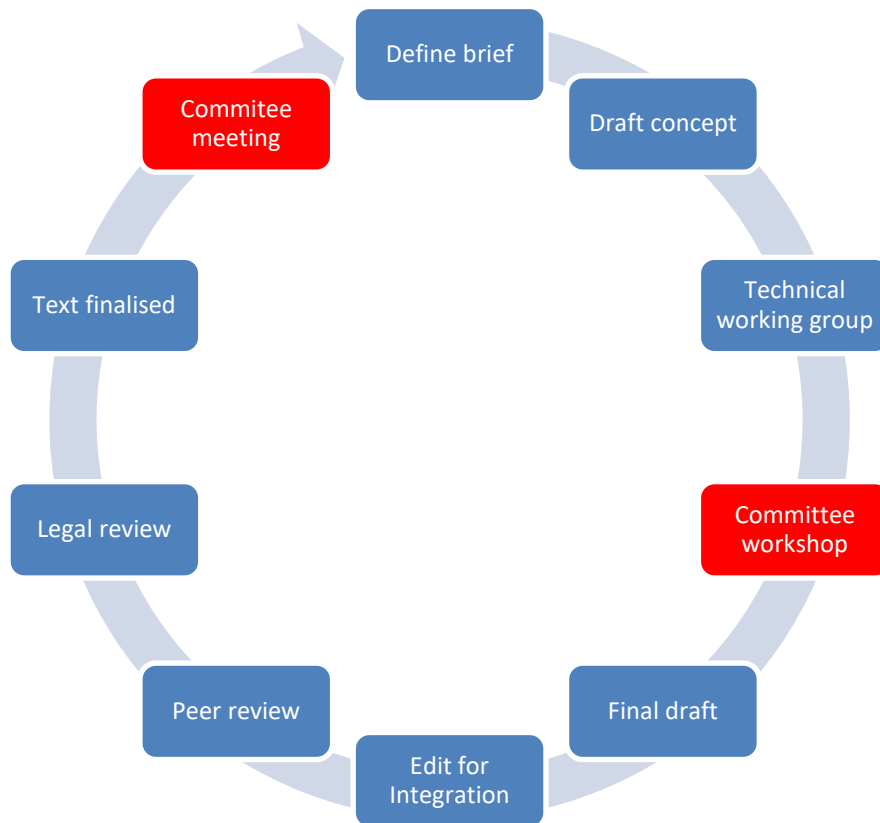 Define brief
Draft concept
Technical
working group
Committee
workshop
Final draft
Edit for
Integration
Peer review
Legal review
Text finalised
Commitee
meeting